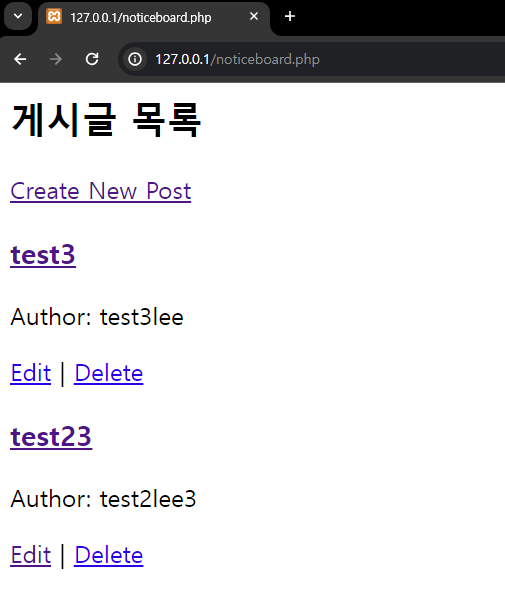 127.0.0.1/noticeboard.php
127.0.0.1/noticeboard.php
게시글 목록
Create New Post
test3
Author: test3lee
Edit | Delete
test23
Author: test2lee3
Edit | Delete